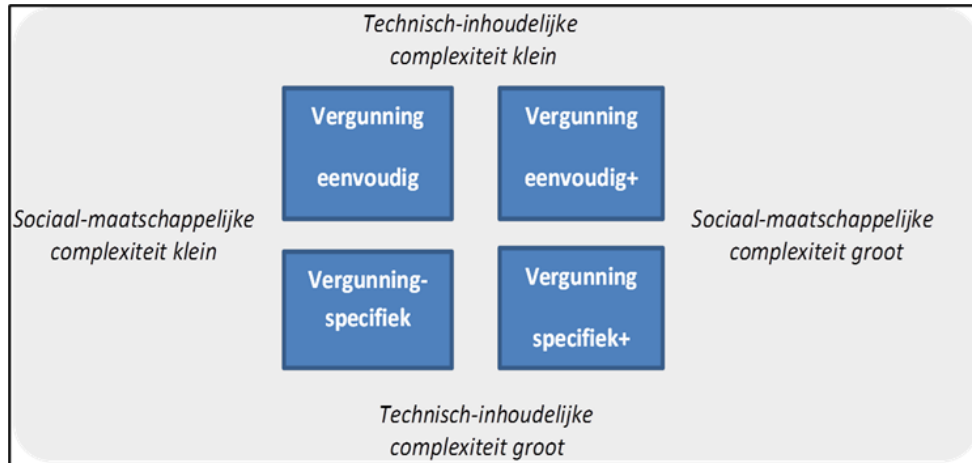 Technisch-inhoudelijke
complexiteit klein
Vergunning
eenvoudig
Vergunning
eenvoudig+
Sociaal-maatschappelijke
complexiteit klein
Sociaal-maatschappelijke
complexiteit groot
Vergunning-
specifiek
Vergunning
specifiek+
Technisch-inhoudelijke
complexiteit groot